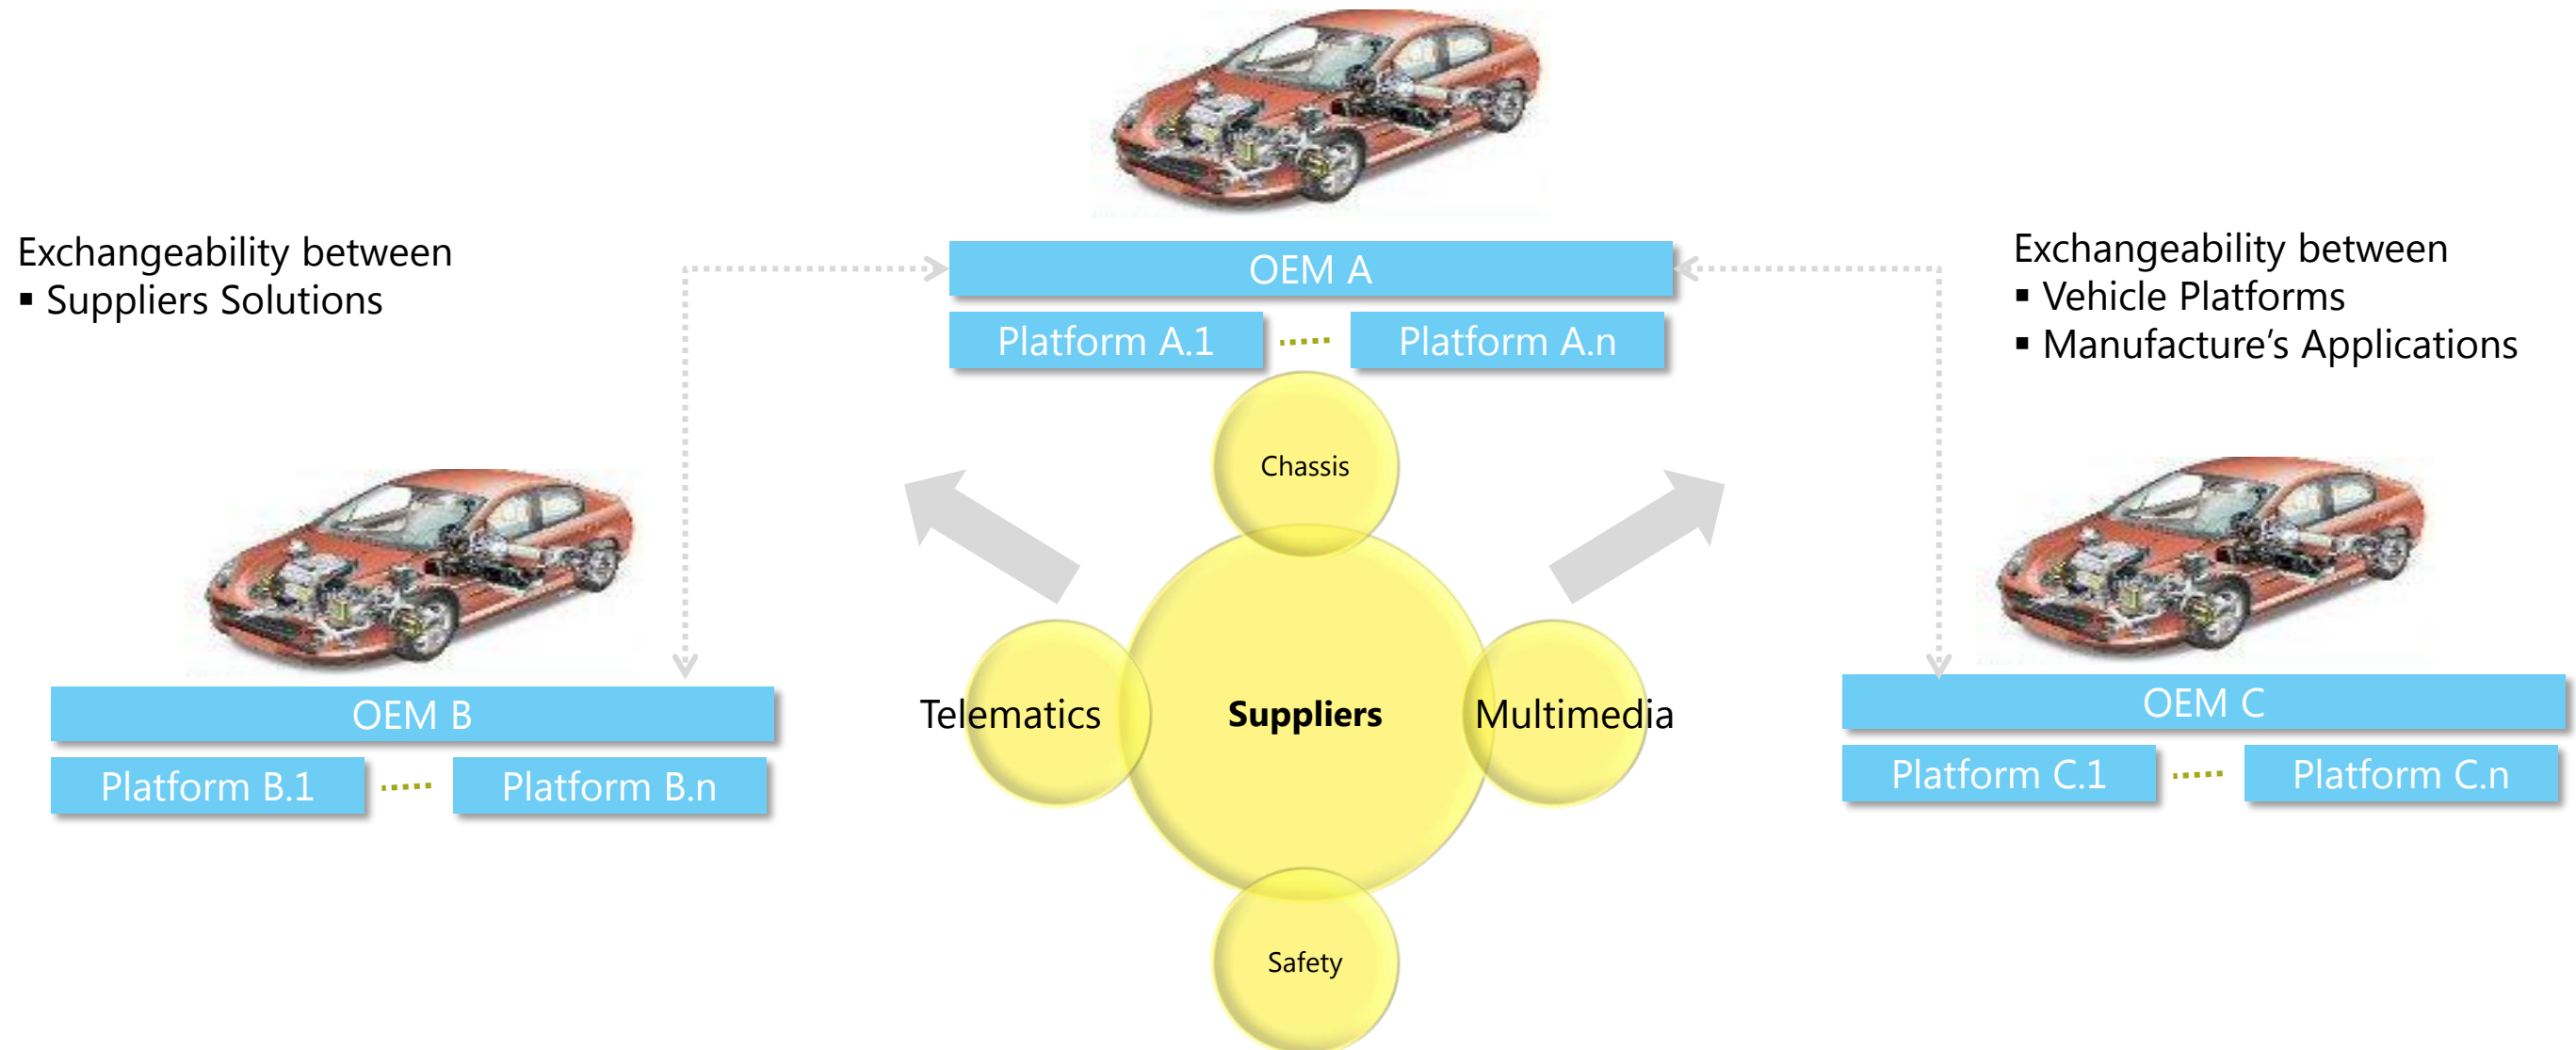 Exchangeability between
▪ Suppliers Solutions
OEM A
Platform A.1
Platform A.n
Exchangeability between
▪ Vehicle Platforms
▪ Manufacture’s Applications
Chassis
OEM B
Platform B.1
Platform B.n
Telematics
Suppliers
Multimedia
OEM C
Platform C.1
Platform C.n
Safety